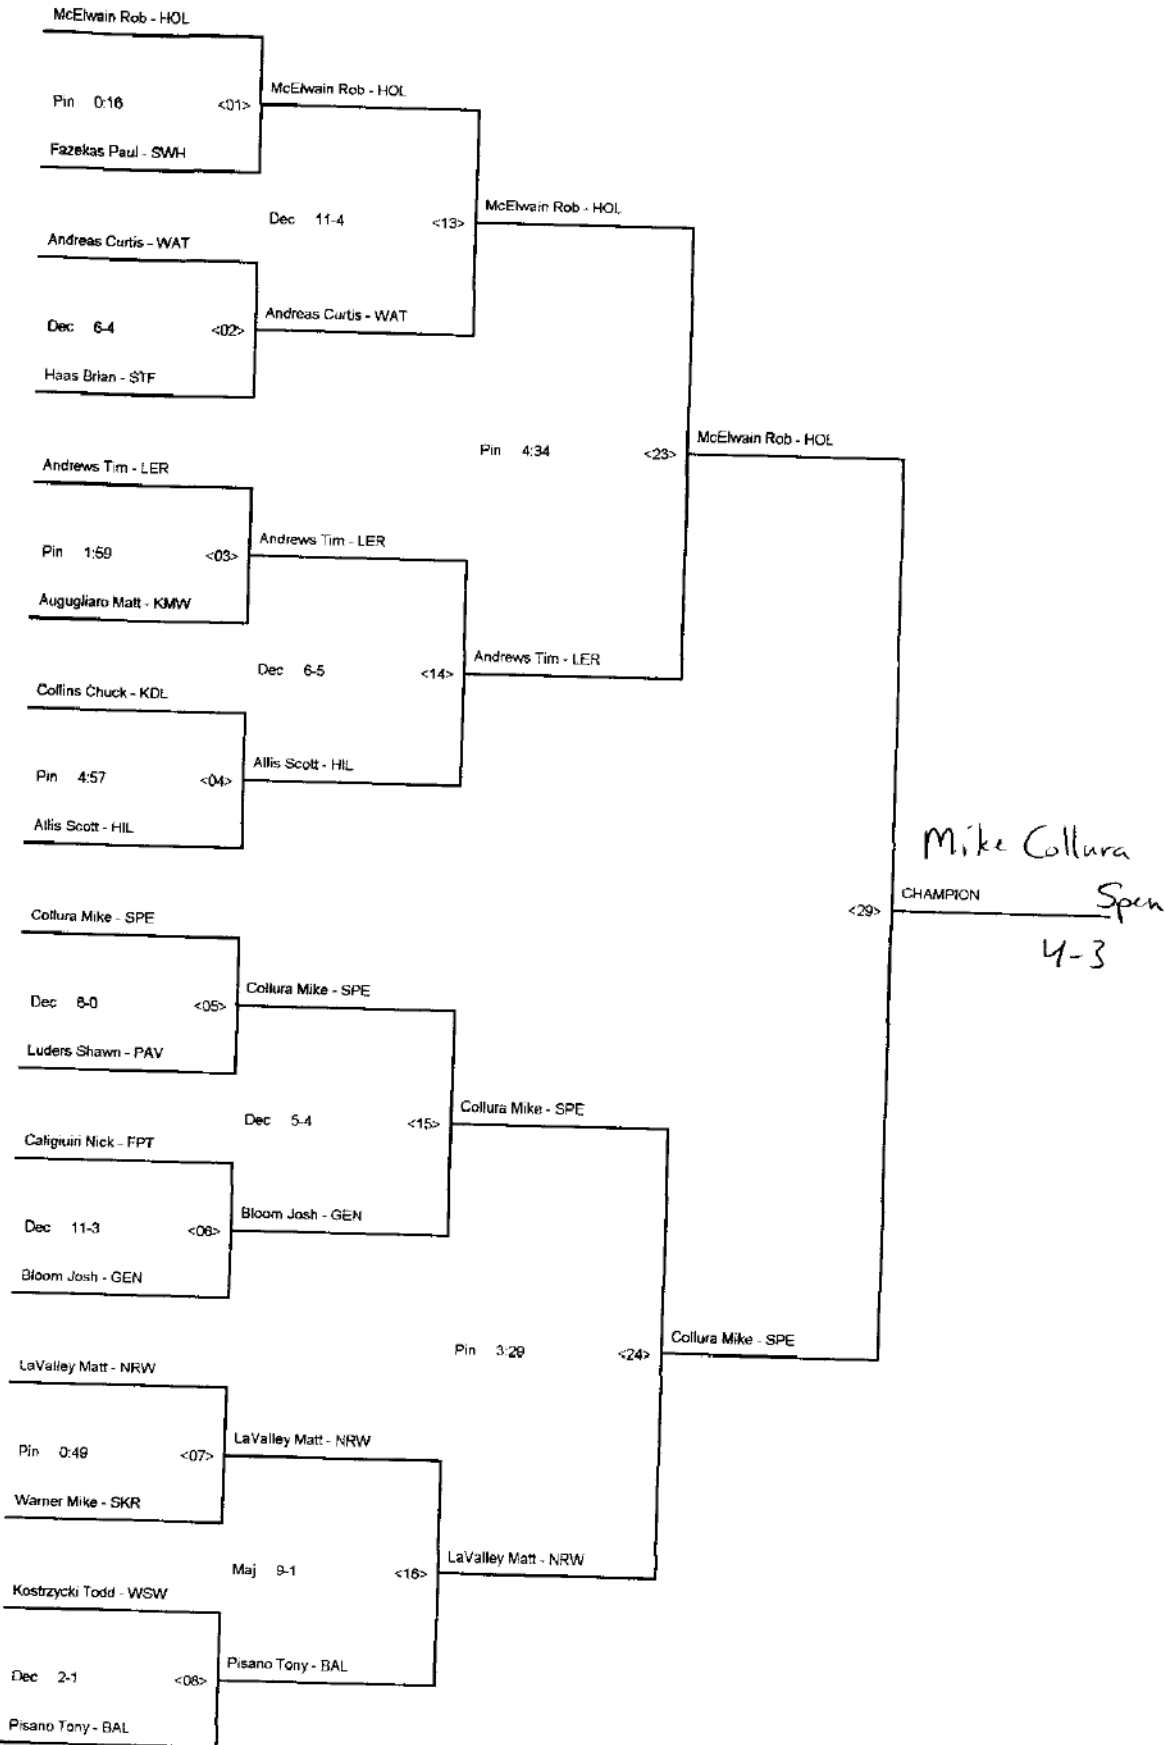 McElwain Rob - HOL
McElwain Rob - HOL
Pin 0:16 <01>
Fazekas Paul - SWH
McElwain Rob - HOL
Dec 11-4 <13>
Andreas Curtis - WAT
Andreas Curtis - WAT
Dec 6-4 <02>
Haas Brian - STF
McElwain Rob - HOL
Pin 4:34 <23>
Andrews Tim - LER
Andrews Tim - LER
Pin 1:59 <03>
Augugliaro Matt - KMW
Andrews Tim - LER
Dec 6-5 <14>
Collins Chuck - KDL
Allis Scott - HIL
Pin 4:57 <04>
Allis Scott - HIL
Mike Collura
CHAMPION Spen
<29>
4-3
Collura Mike - SPE
Collura Mike - SPE
Dec 6-0 <05>
Luders Shawn - PAV
Collura Mike - SPE
Dec 5-4 <15>
Caligiuiri Nick - FPT
Bloom Josh - GEN
Dec 11-3 <06>
Bloom Josh - GEN
Collura Mike - SPE
Pin 3:29 <24>
LaValley Matt - NRW
LaValley Matt - NRW
Pin 0:49 <07>
Warner Mike - SKR
LaValley Matt - NRW
Maj 9-1 <16>
Kostrzycki Todd - WSW
Pisano Tony - BAL
Dec 2-1 <08>
Pisano Tony - BAL